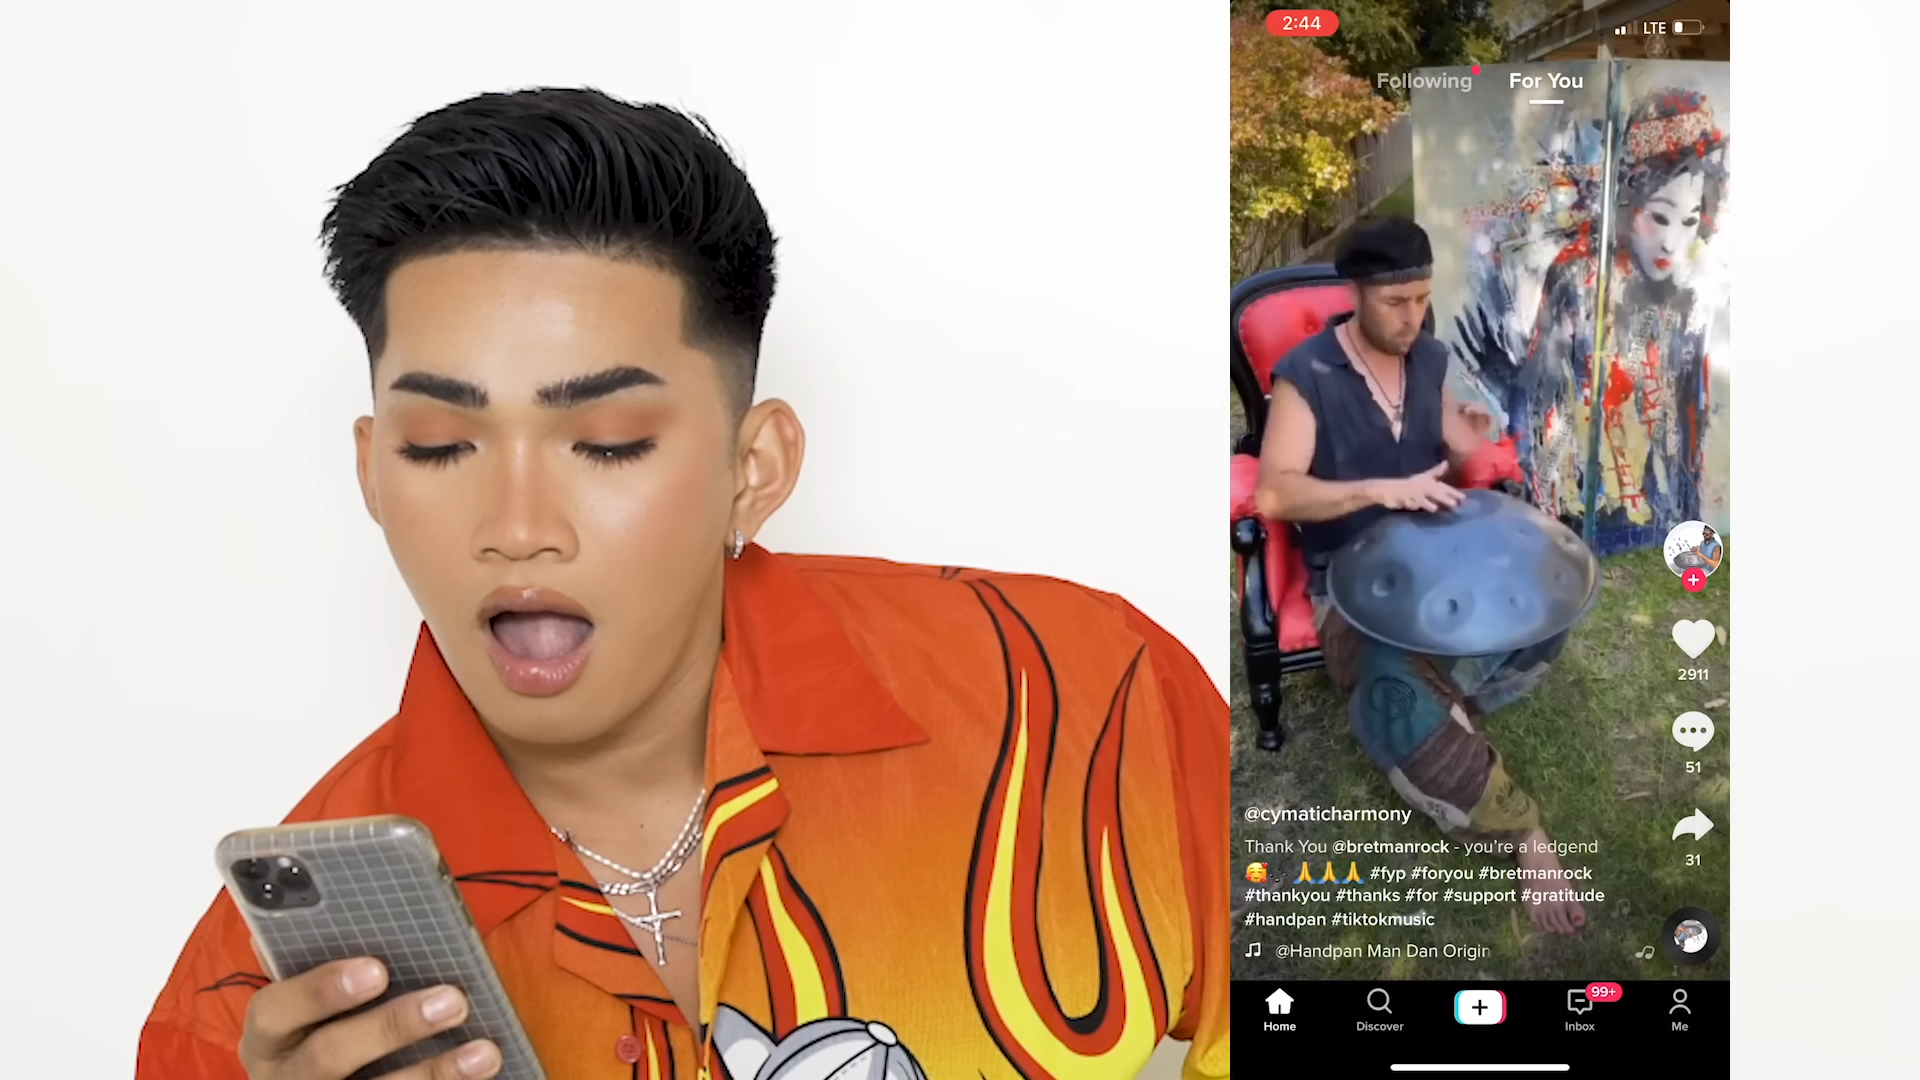 2:44
LTE
Following
For You
2911
51
31
@cymaticharmony
Thank You @bretmanrock - you're a ledgend
🥰 🙏🙏🙏 #fyp #foryou #bretmanrock
#thankyou #thanks #for #support #gratitude
#handpan #tiktokmusic
@Handpan Man Dan Origin
99+
Home
Discover
Inbox
Me